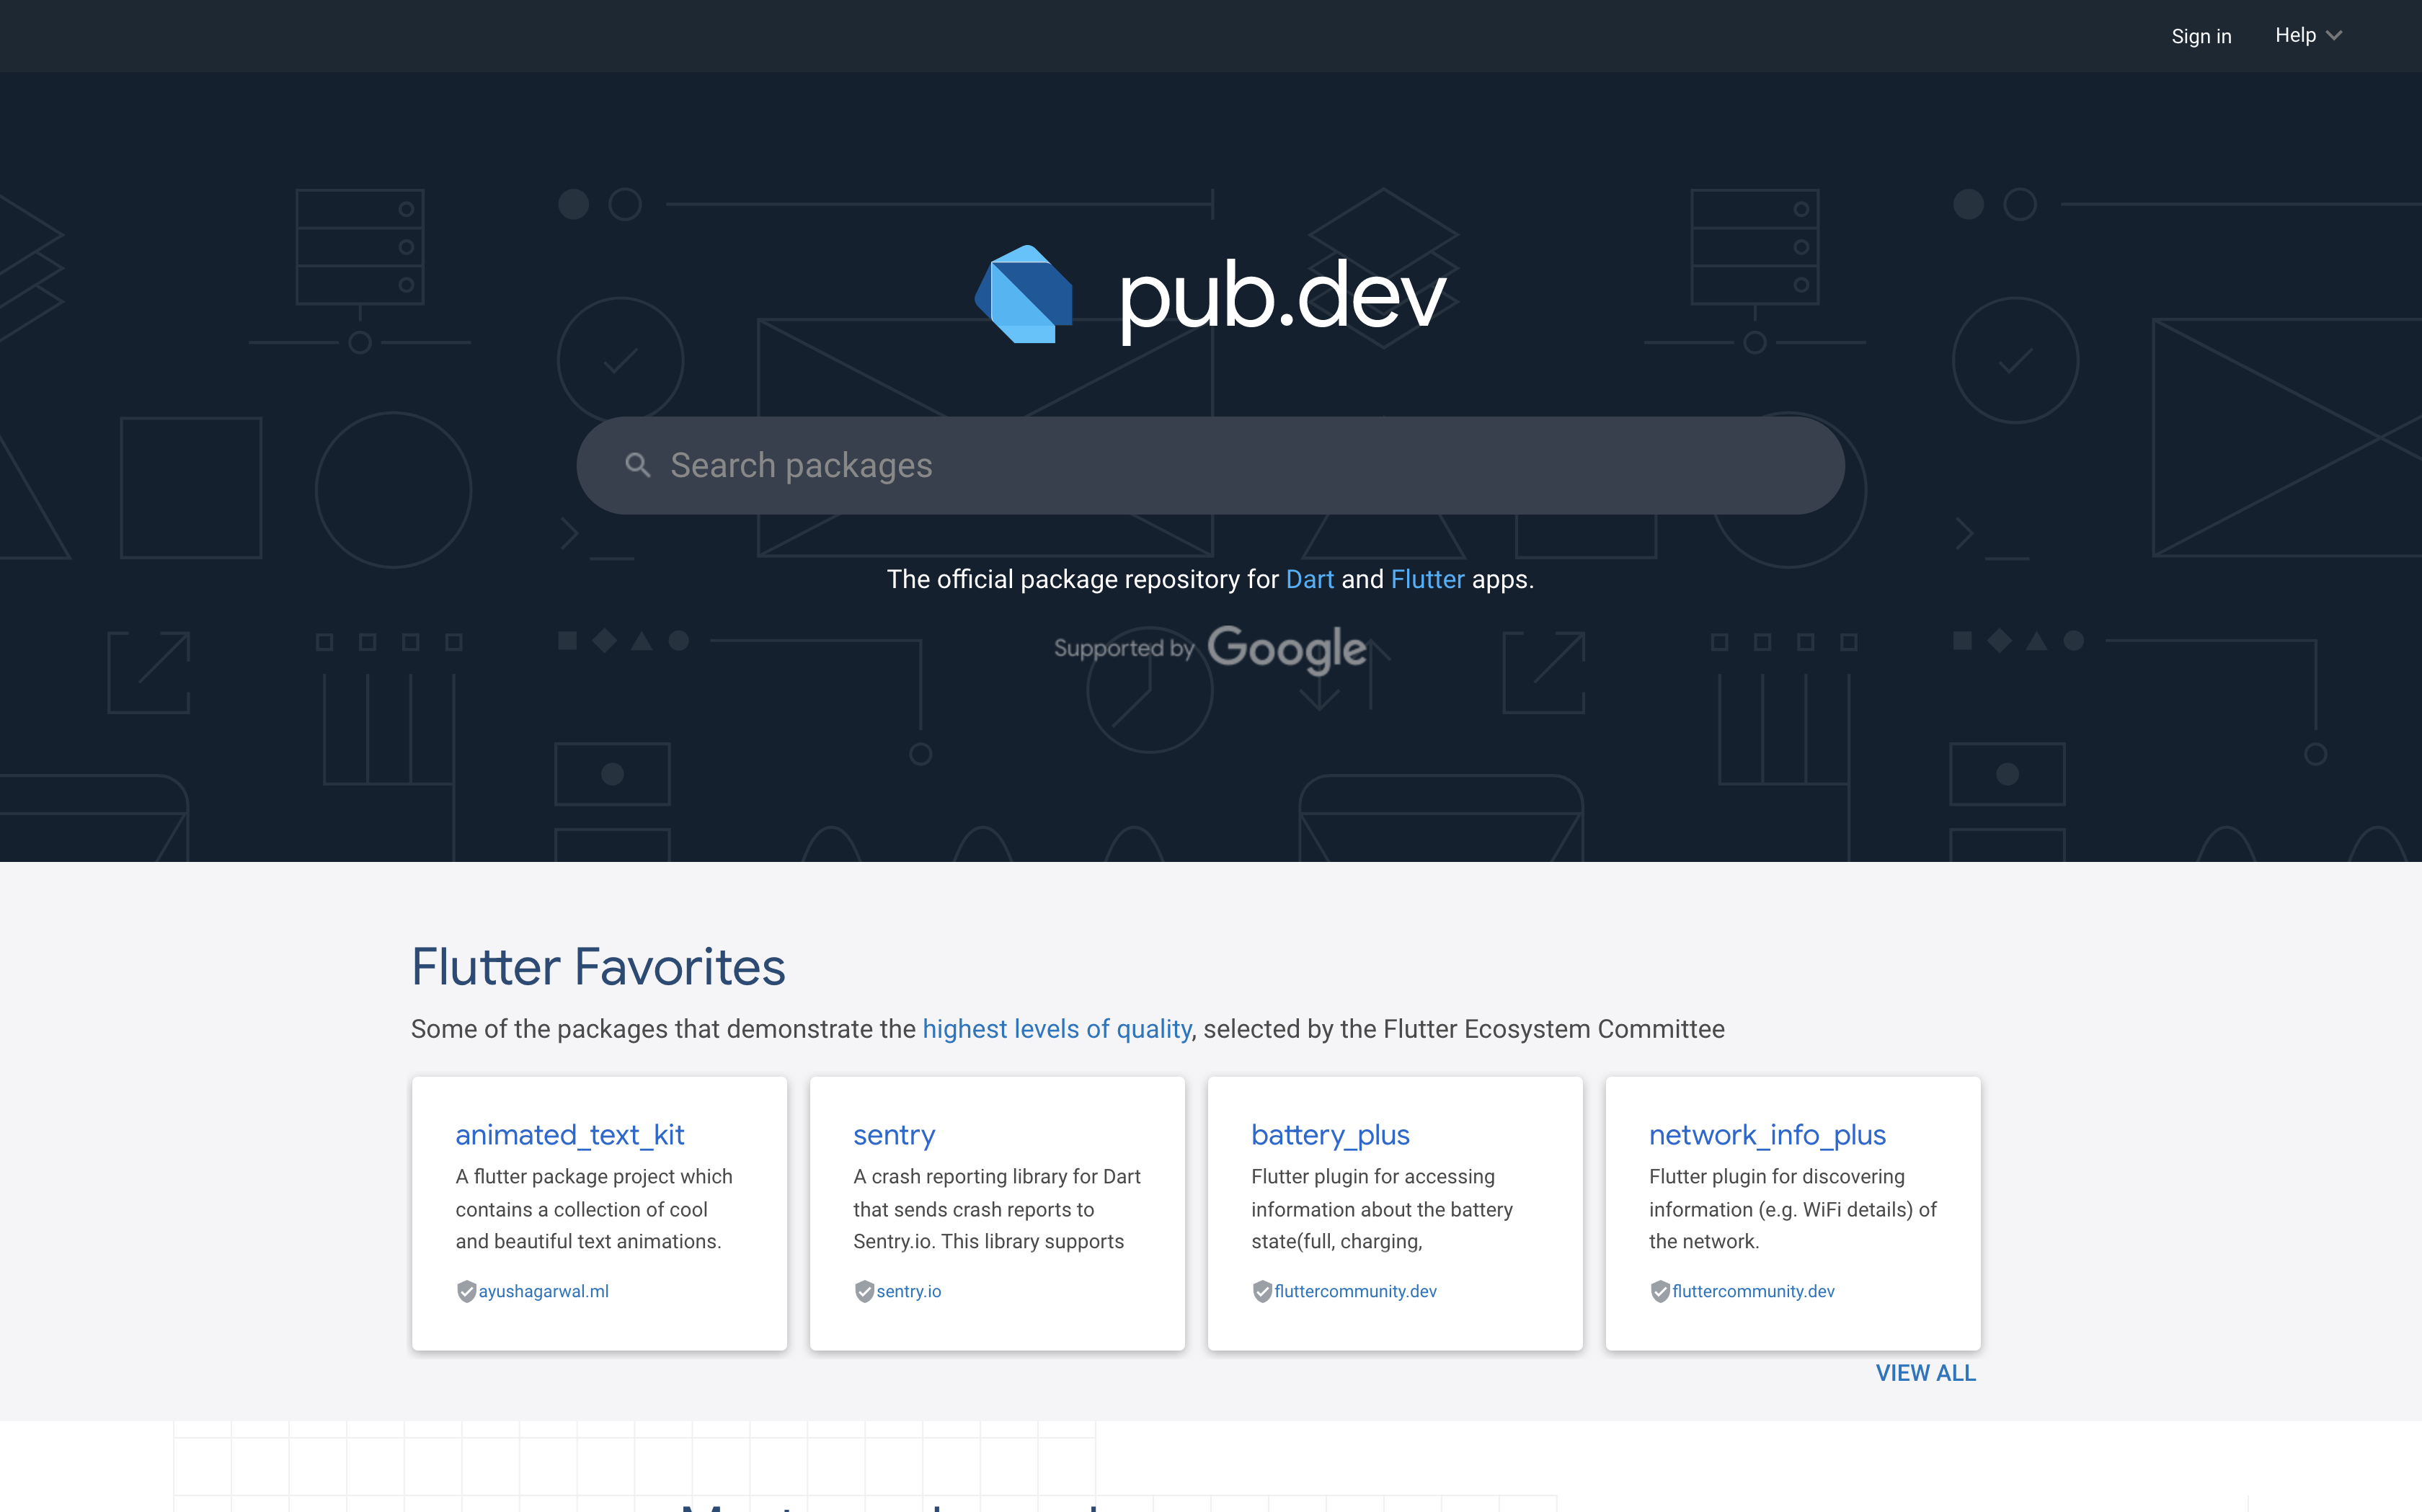 Sign in
Help
pub.dev
Search packages
The official package repository for Dart and Flutter apps.
Supported by Google
Flutter Favorites
Some of the packages that demonstrate the highest levels of quality, selected by the Flutter Ecosystem Committee
animated_text_kit
A flutter package project which
contains a collection of cool
and beautiful text animations.
ayushagarwal.ml
sentry
A crash reporting library for Dart
that sends crash reports to
Sentry.io. This library supports
sentry.io
battery_plus
Flutter plugin for accessing
information about the battery
state(full, charging,
fluttercommunity.dev
network_info_plus
Flutter plugin for discovering
information (e.g. WiFi details) of
the network.
fluttercommunity.dev
VIEW ALL